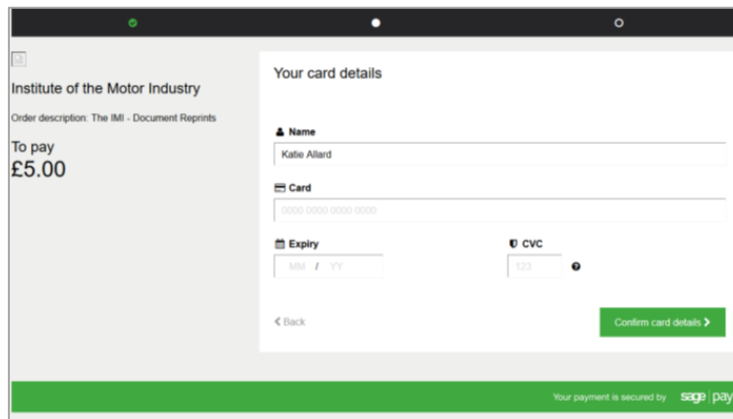 Institute of the Motor Industry
Order description: The IMI - Document Reprints
To pay
£5.00
Your card details
Name
Katie Allard
Card
0000 0000 0000 0000
Expiry
CVC
MM / YY
123
Back
Confirm card details
Your payment is secured by sage pay